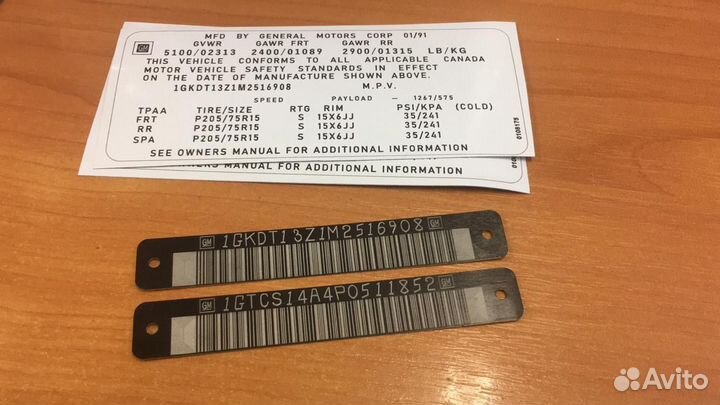 MFD BY GENERAL MOTORS CORP 01/91
GVWR GAWR FRT GAWR RR
GM 5100/02313 2400/01089 2900/01315 LB/KG
THIS VEHICLE CONFORMS TO ALL APPLICABLE CANADA
MOTOR VEHICLE SAFETY STANDARDS IN EFFECT
ON THE DATE OF MANUFACTURE SHOWN ABOVE.
1GKDT13Z1M2516908 M.P.V.
SPEED PAYLOAD - 1267/575
TPAA TIRE/SIZE RTG RIM PSI/KPA (COLD)
FRT P205/75R15 S 15X6JJ 35/241
RR P205/75R15 S 15X6JJ 35/241
SPA P205/75R15 S 15X6JJ 35/241
SEE OWNERS MANUAL FOR ADDITIONAL INFORMATION
0108175
OWNERS MANUAL FOR ADDITIONAL INFORMATION
GM 1GKDT13Z1M2516908 GM
GM 1GTCS14A4P0511852 GM
Avito